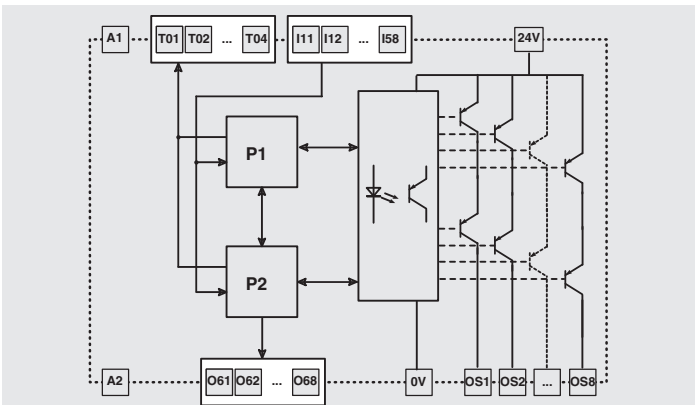 A1 T01 T02 ... T04 I11 I12 ... I58 24V
P1
P2
A2 O61 O62 ... O68 0V OS1 OS2 ... OS8